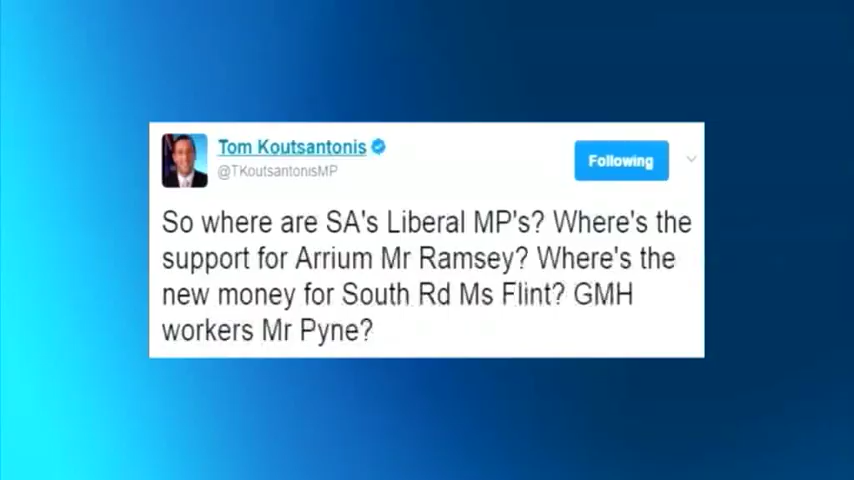 Tom Koutsantonis
@TKoutsantonisMP
Following
So where are SA's Liberal MP's? Where's the
support for Arrium Mr Ramsey? Where's the
new money for South Rd Ms Flint? GMH
workers Mr Pyne?